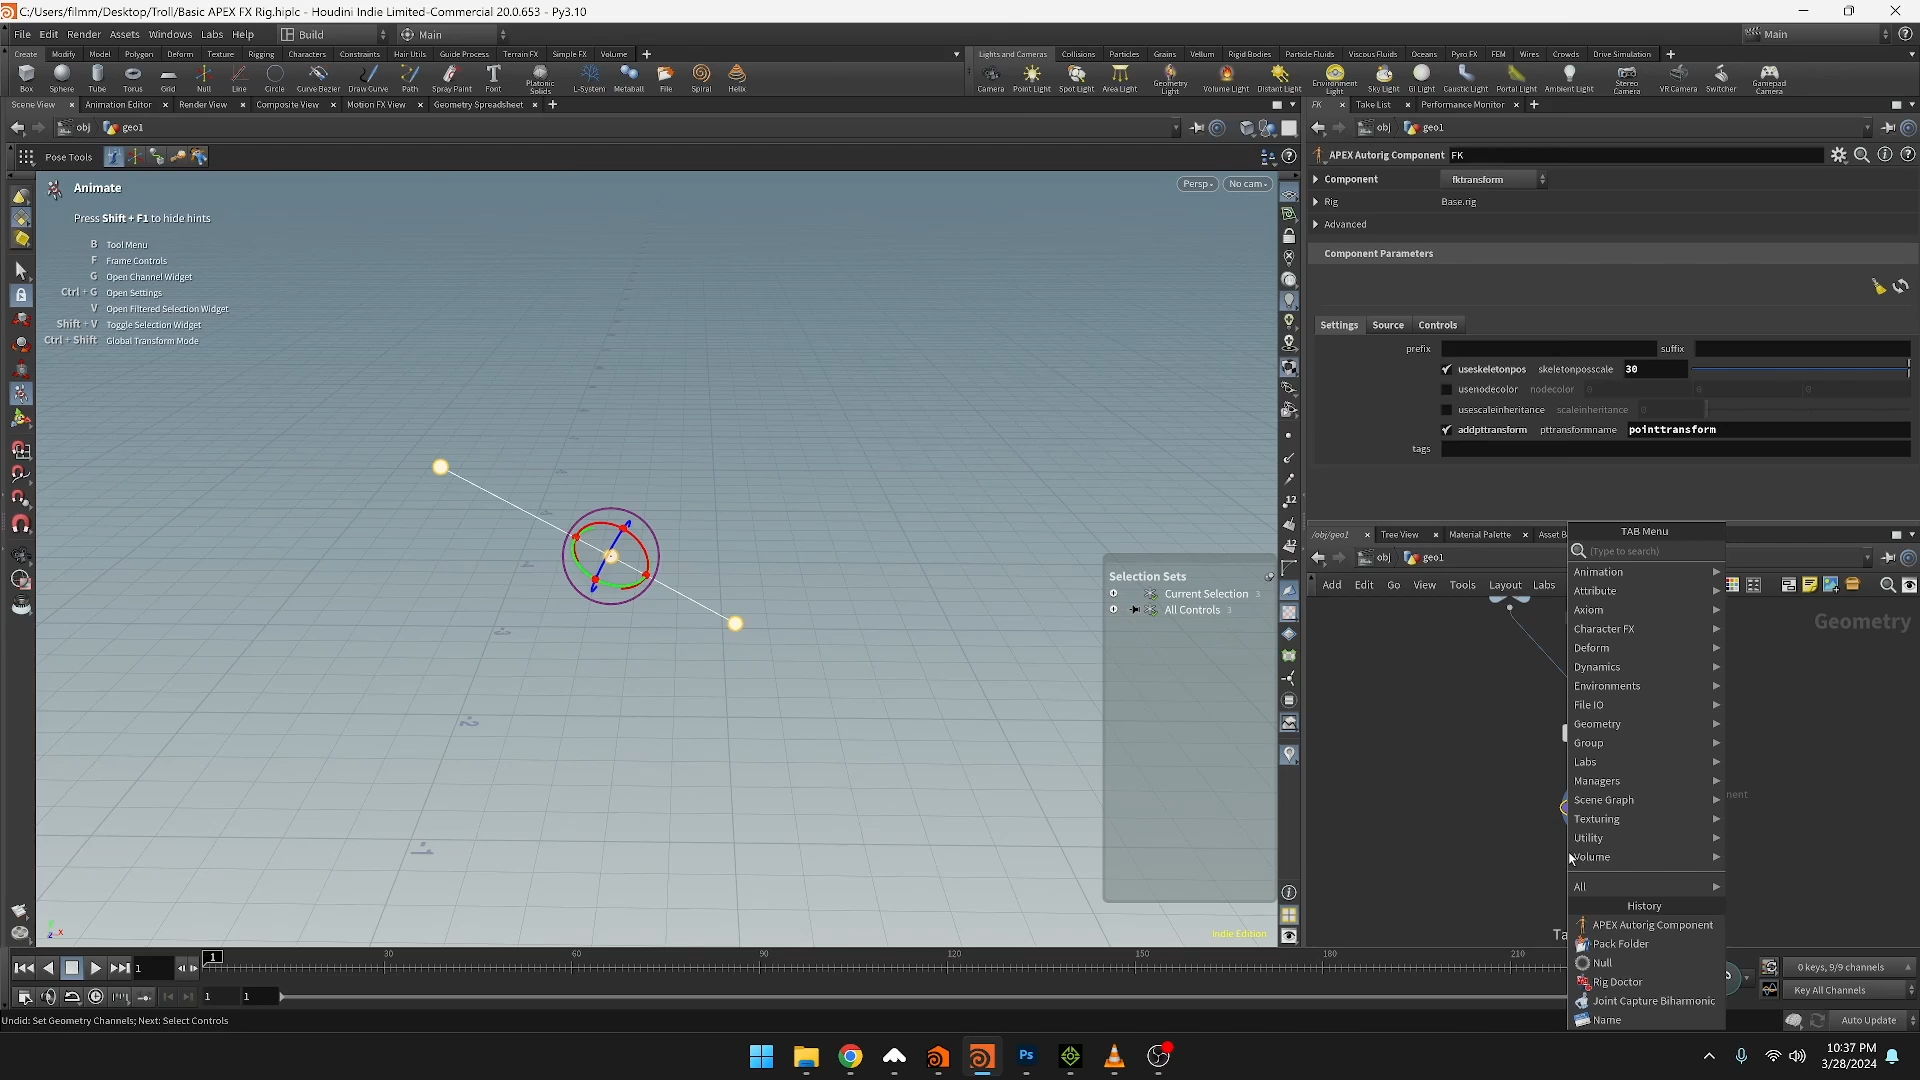 C:/Users/filmm/Desktop/Troll/Basic APEX FX Rig.hiplc - Houdini Indie Limited-Commercial 20.0.653 - Py3.10
File Edit Render Assets Windows Labs Help Build Main Main
Create Modify Model Polygon Deform Texture Rigging Characters Constraints Hair Utils Guide Process Terrain FX Simple FX Volume
Lights and Cameras Collisions Particles Grains Vellum Rigid Bodies Particle Fluids Viscous Fluids Oceans Pyro FX FEM Wires Crowds Drive Simulation
Box Sphere Tube Torus Grid Null Line Circle Curve Bezier Draw Curve Path Spray Paint Font Platonic Solids L-System Metaball File Spiral Helix
Camera Point Light Spot Light Area Light Geometry Light Volume Light Distant Light Environment Light Sky Light GI Light Caustic Light Portal Light Ambient Light Stereo Camera VR Camera Switcher Gamepad Camera
Scene View Animation Editor Render View Composite View Motion FX View Geometry Spreadsheet
FK Take List Performance Monitor
obj geo1
obj geo1
Pose Tools
APEX Autorig Component FK
Animate
Persp No cam
Press Shift + F1 to hide hints
B Tool Menu
F Frame Controls
G Open Channel Widget
Ctrl + G Open Settings
V Open Filtered Selection Widget
Shift + V Toggle Selection Widget
Ctrl + Shift Global Transform Mode
Component fktransform
Rig Base.rig
Advanced
Component Parameters
Settings Source Controls
prefix suffix
useskeletonpos skeletonposscale 30
usenodecolor nodecolor 0 0 0
usescaleinheritance scaleinheritance 0
addpttransform pttransformname pointtransform
tags
Selection Sets
Current Selection 3
All Controls 3
Indie Edition
/obj/geo1 Tree View Material Palette Asset B
obj geo1
Add Edit Go View Tools Layout Labs
Geometry
TAB Menu
(Type to search)
Animation
Attribute
Axiom
Character FX
Deform
Dynamics
Environments
File IO
Geometry
Group
Labs
Managers
Scene Graph
Texturing
Utility
Volume
All
History
APEX Autorig Component
Pack Folder
Null
Rig Doctor
Joint Capture Biharmonic
Name
nent
Ta
1 1 30 60 90 120 150 180 210
1 1
0 keys, 9/9 channels
Key All Channels
Undid: Set Geometry Channels; Next: Select Controls
Auto Update
10:37 PM
3/28/2024